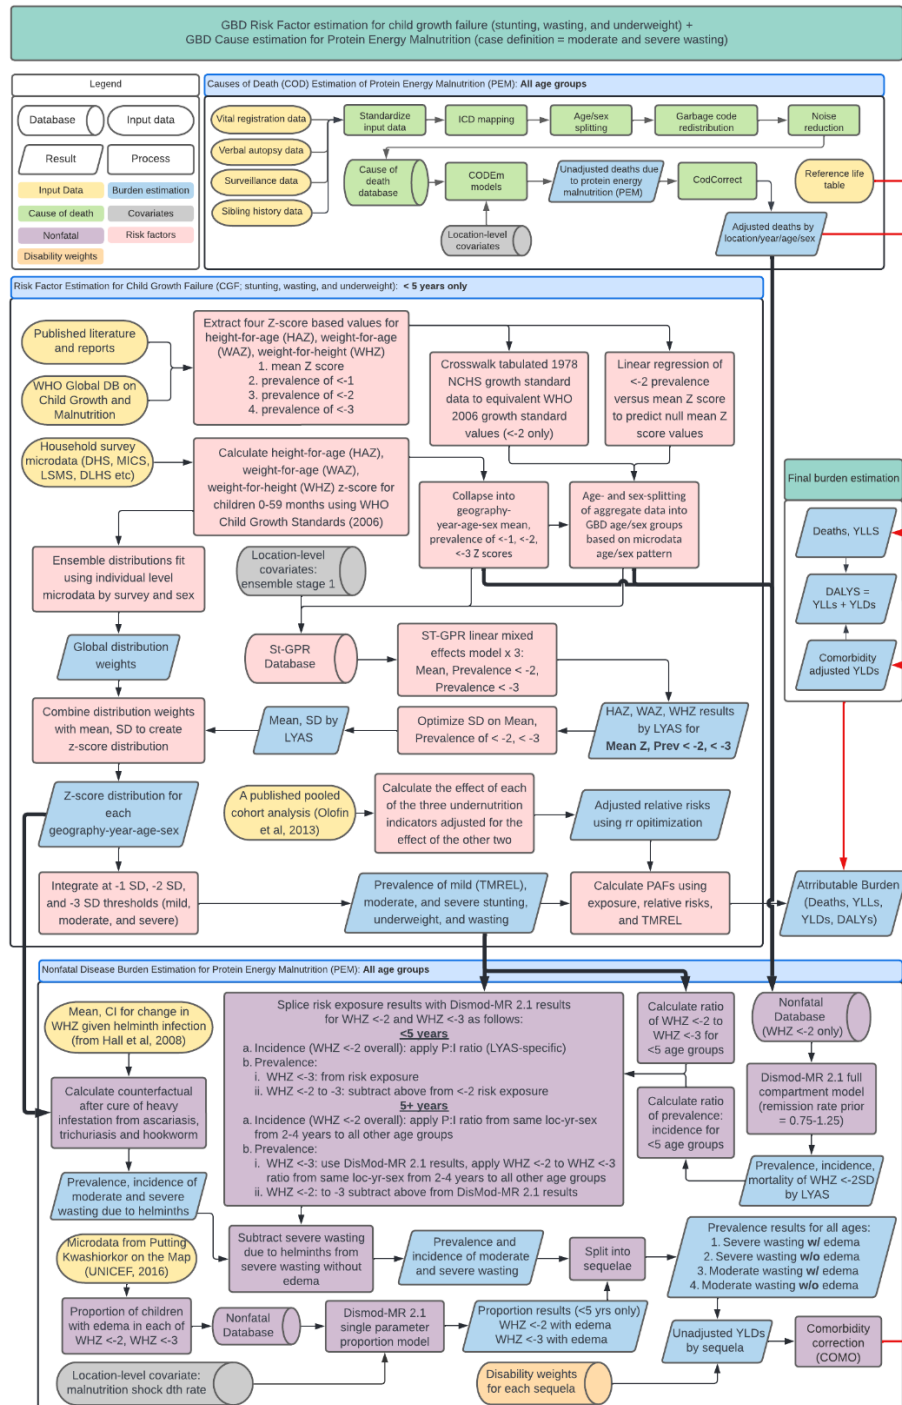 GBD Risk Factor estimation for child growth failure (stunting, wasting, and underweight) +
GBD Cause estimation for Protein Energy Malnutrition (case definition = moderate and severe wasting)
Legend
Database
Input data
Result
Process
Input Data
Burden estimation
Cause of death
Covariates
Nonfatal
Risk factors
Disability weights
Causes of Death (COD) Estimation of Protein Energy Malnutrition (PEM): All age groups
Vital registration data
Verbal autopsy data
Surveillance data
Sibling history data
Standardize
input data
ICD mapping
Age/sex
splitting
Garbage code
redistribution
Noise
reduction
Cause of
death
database
CODEm
models
Unadjusted deaths due to
protein energy
malnutrition (PEM)
CodCorrect
Reference life
table
Location-level
covariates
Adjusted deaths by
location/year/age/sex
Risk Factor Estimation for Child Growth Failure (CGF; stunting, wasting, and underweight): < 5 years only
Published literature
and reports
WHO Global DB on
Child Growth and
Malnutrition
Household survey
microdata (DHS, MICS,
LSMS, DLHS etc)
Extract four Z-score based values for
height-for-age (HAZ), weight-for-age
(WAZ), weight-for-height (WHZ)
1. mean Z score
2. prevalence of <-1
3. prevalence of <-2
4. prevalence of <-3
Crosswalk tabulated 1978
NCHS growth standard
data to equivalent WHO
2006 growth standard
values (<-2 only)
Linear regression of
<-2 prevalence
versus mean Z score
to predict null mean Z
score values
Calculate height-for-age (HAZ),
weight-for-age (WAZ),
weight-for-height (WHZ) z-score for
children 0-59 months using WHO
Child Growth Standards (2006)
Collapse into
geography-
year-age-sex mean,
prevalence of <-1, <-2,
<-3 Z scores
Age- and sex-splitting
of aggregate data into
GBD age/sex groups
based on microdata
age/sex pattern
Ensemble distributions fit
using individual level
microdata by survey and sex
Location-level
covariates:
ensemble stage 1
Global distribution
weights
St-GPR
Database
ST-GPR linear mixed
effects model x 3:
Mean, Prevalence < -2,
Prevalence < -3
Combine distribution weights
with mean, SD to create
z-score distribution
Mean, SD by
LYAS
Optimize SD on Mean,
Prevalence of < -2, < -3
HAZ, WAZ, WHZ results
by LYAS for
Mean Z, Prev < -2, < -3
Z-score distribution for
each
geography-year-age-sex
A published pooled
cohort analysis (Olofin
et al, 2013)
Calculate the effect of each
of the three undernutrition
indicators adjusted for the
effect of the other two
Adjusted relative risks
using rr opitimization
Integrate at -1 SD, -2 SD,
and -3 SD thresholds (mild,
moderate, and severe)
Prevalence of mild (TMREL),
moderate, and severe stunting,
underweight, and wasting
Calculate PAFs using
exposure, relative risks,
and TMREL
Final burden estimation
Deaths, YLLS
DALYS =
YLLs + YLDs
Comorbidity
adjusted YLDs
Atrributable Burden
(Deaths, YLLs,
YLDs, DALYs)
Nonfatal Disease Burden Estimation for Protein Energy Malnutrition (PEM): All age groups
Mean, CI for change in
WHZ given helminth infection
(from Hall et al, 2008)
Calculate counterfactual
after cure of heavy
infestation from ascariasis,
trichuriasis and hookworm
Prevalence, incidence of
moderate and severe
wasting due to helminths
Microdata from Putting
Kwashiorkor on the Map
(UNICEF, 2016)
Proportion of children
with edema in each of
WHZ <-2, WHZ <-3
Location-level covariate:
malnutrition shock dth rate
Splice risk exposure results with Dismod-MR 2.1 results
for WHZ <-2 and WHZ <-3 as follows:
<5 years
a. Incidence (WHZ <-2 overall): apply P:I ratio (LYAS-specific)
b. Prevalence:
i. WHZ <-3: from risk exposure
ii. WHZ <-2 to -3: subtract above from <-2 risk exposure
5+ years
a. Incidence (WHZ <-2 overall): apply P:I ratio from same loc-yr-sex
from 2-4 years to all other age groups
b. Prevalence:
i. WHZ <-3: use DisMod-MR 2.1 results, apply WHZ <-2 to WHZ <-3
ratio from same loc-yr-sex from 2-4 years to all other age groups
ii. WHZ <-2: to -3 subtract above from DisMod-MR 2.1 results
Calculate ratio
of WHZ <-2 to
WHZ <-3 for
<5 age groups
Calculate ratio
of prevalence:
incidence for
<5 age groups
Nonfatal
Database
(WHZ <-2 only)
Dismod-MR 2.1 full
compartment model
(remission rate prior
= 0.75-1.25)
Prevalence, incidence,
mortality of WHZ <-2SD
by LYAS
Subtract severe wasting
due to helminths from
severe wasting without
edema
Prevalence and
incidence of moderate
and severe wasting
Split into
sequelae
Prevalence results for all ages:
1. Severe wasting w/ edema
2. Severe wasting w/o edema
3. Moderate wasting w/ edema
4. Moderate wasting w/o edema
Nonfatal
Database
Dismod-MR 2.1
single parameter
proportion model
Proportion results (<5 yrs only)
WHZ <-2 with edema
WHZ <-3 with edema
Unadjusted YLDs
by sequela
Comorbidity
correction
(COMO)
Disability weights
for each sequela